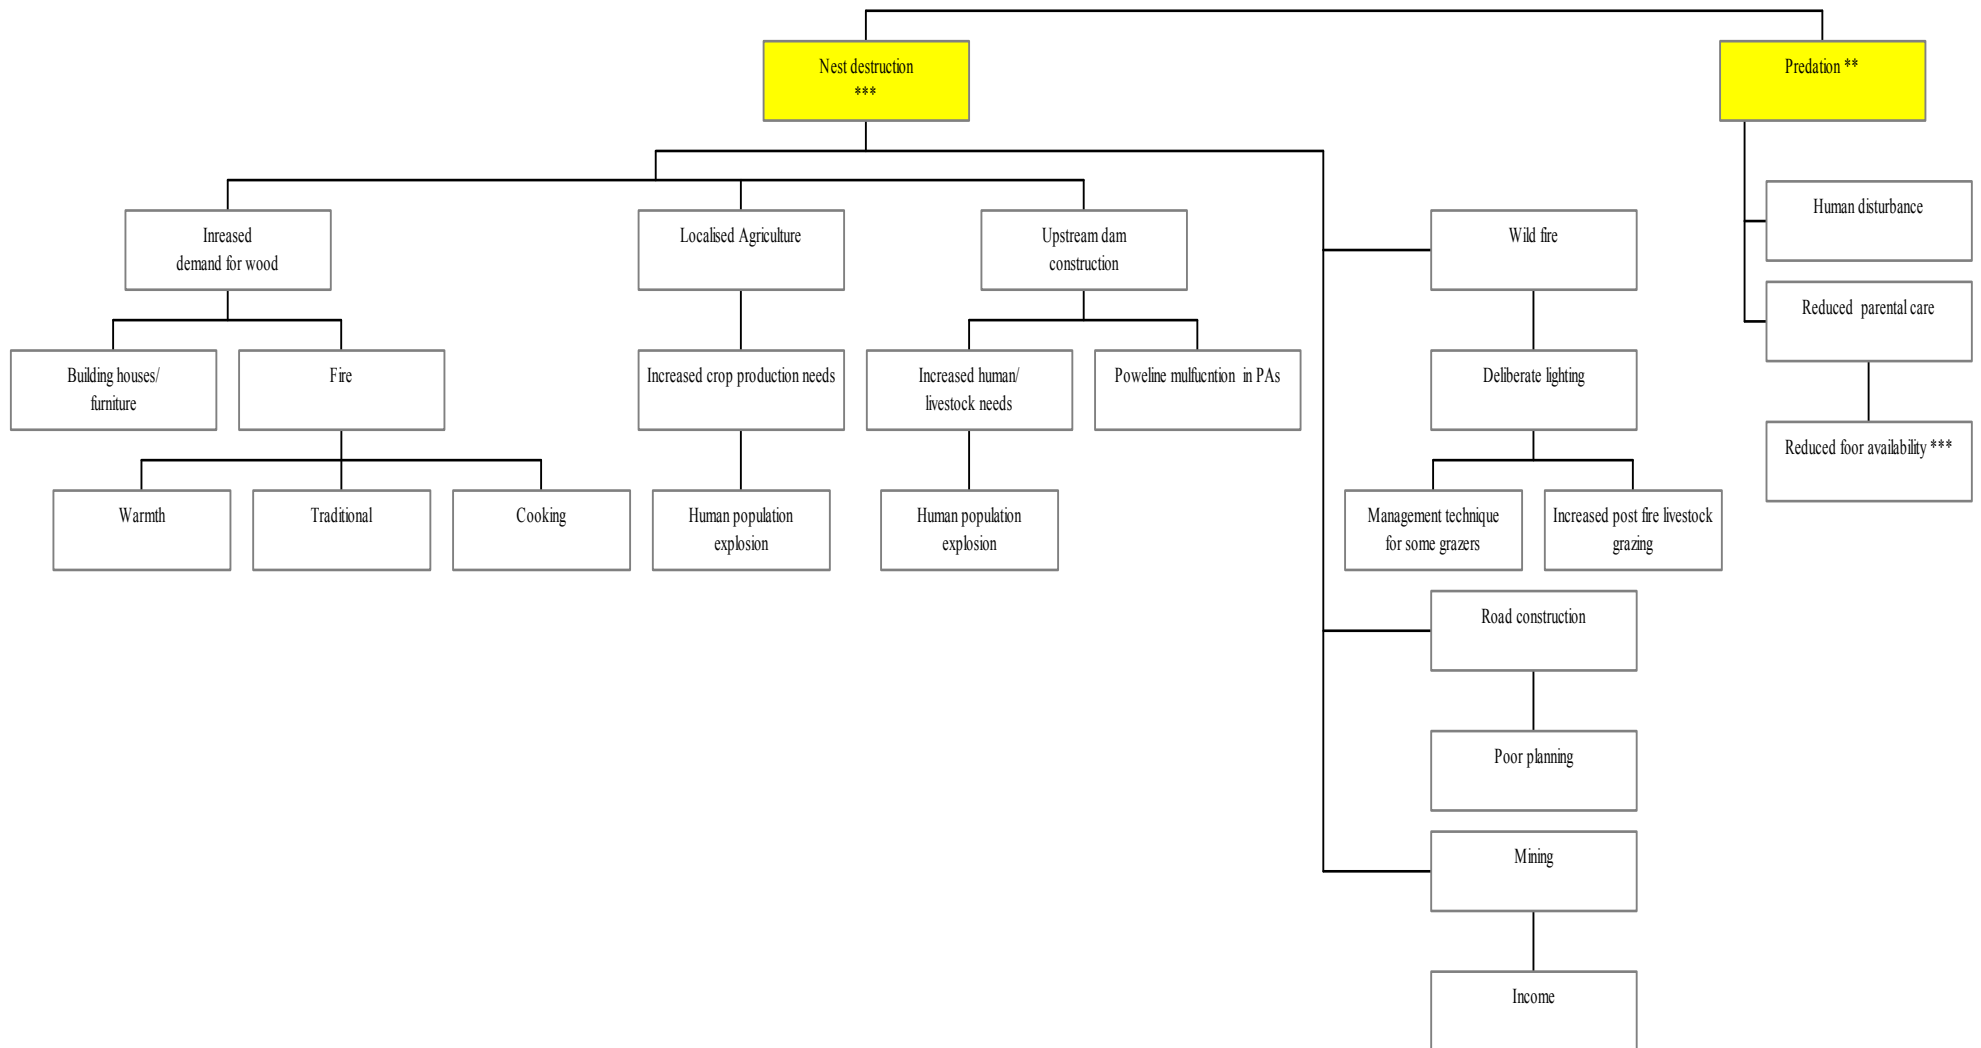 Nest destruction
***
Predation **
Human disturbance
Reduced parental care
Reduced foor availability ***
Inreased
demand for wood
Localised Agriculture
Upstream dam
construction
Wild fire
Building houses/
furniture
Fire
Increased crop production needs
Increased human/
livestock needs
Poweline mulfucntion in PAs
Deliberate lighting
Warmth
Traditional
Cooking
Human population
explosion
Human population
explosion
Management technique
for some grazers
Increased post fire livestock
grazing
Road construction
Poor planning
Mining
Income